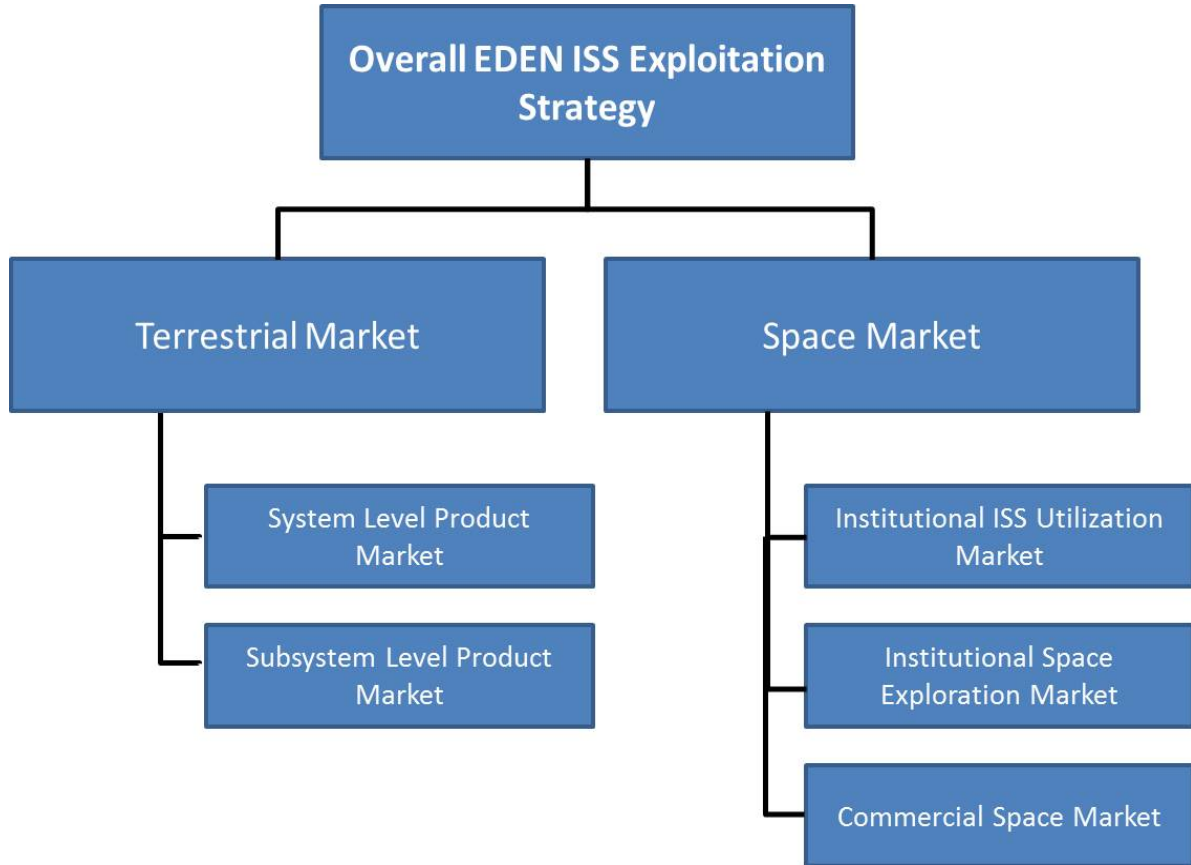 Overall EDEN ISS Exploitation
Strategy
Terrestrial Market
Space Market
System Level Product
Market
Subsystem Level Product
Market
Institutional ISS Utilization
Market
Institutional Space
Exploration Market
Commercial Space Market